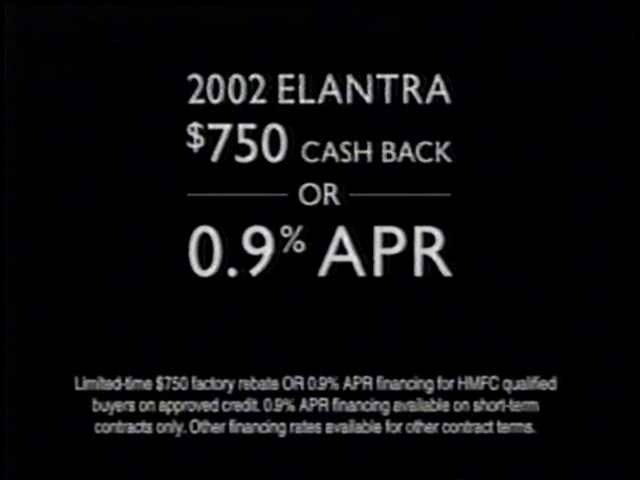 2002 ELANTRA
$750 CASH BACK
OR
0.9% APR
Limited-time $750 factory rebate OR 0.9% APR financing for HMFC qualified
buyers on approved credit. 0.9% APR financing available on short-term
contracts only. Other financing rates available for other contract terms.